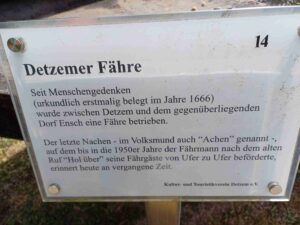 14
Detzemer Fähre
Seit Menschengedenken
(urkundlich erstmalig belegt im Jahre 1666)
wurde zwischen Detzem und dem gegenüberliegenden
Dorf Ensch eine Fähre betrieben.
Der letzte Nachen - im Volksmund auch "Achen" genannt -,
auf dem bis in die 1950er Jahre der Fährmann nach dem alten
Ruf "Hol über" seine Fahrgäste von Ufer zu Ufer beförderte,
erinnert heute an vergangene Zeit.
Kultur- und Touristikverein Detzem e.V.